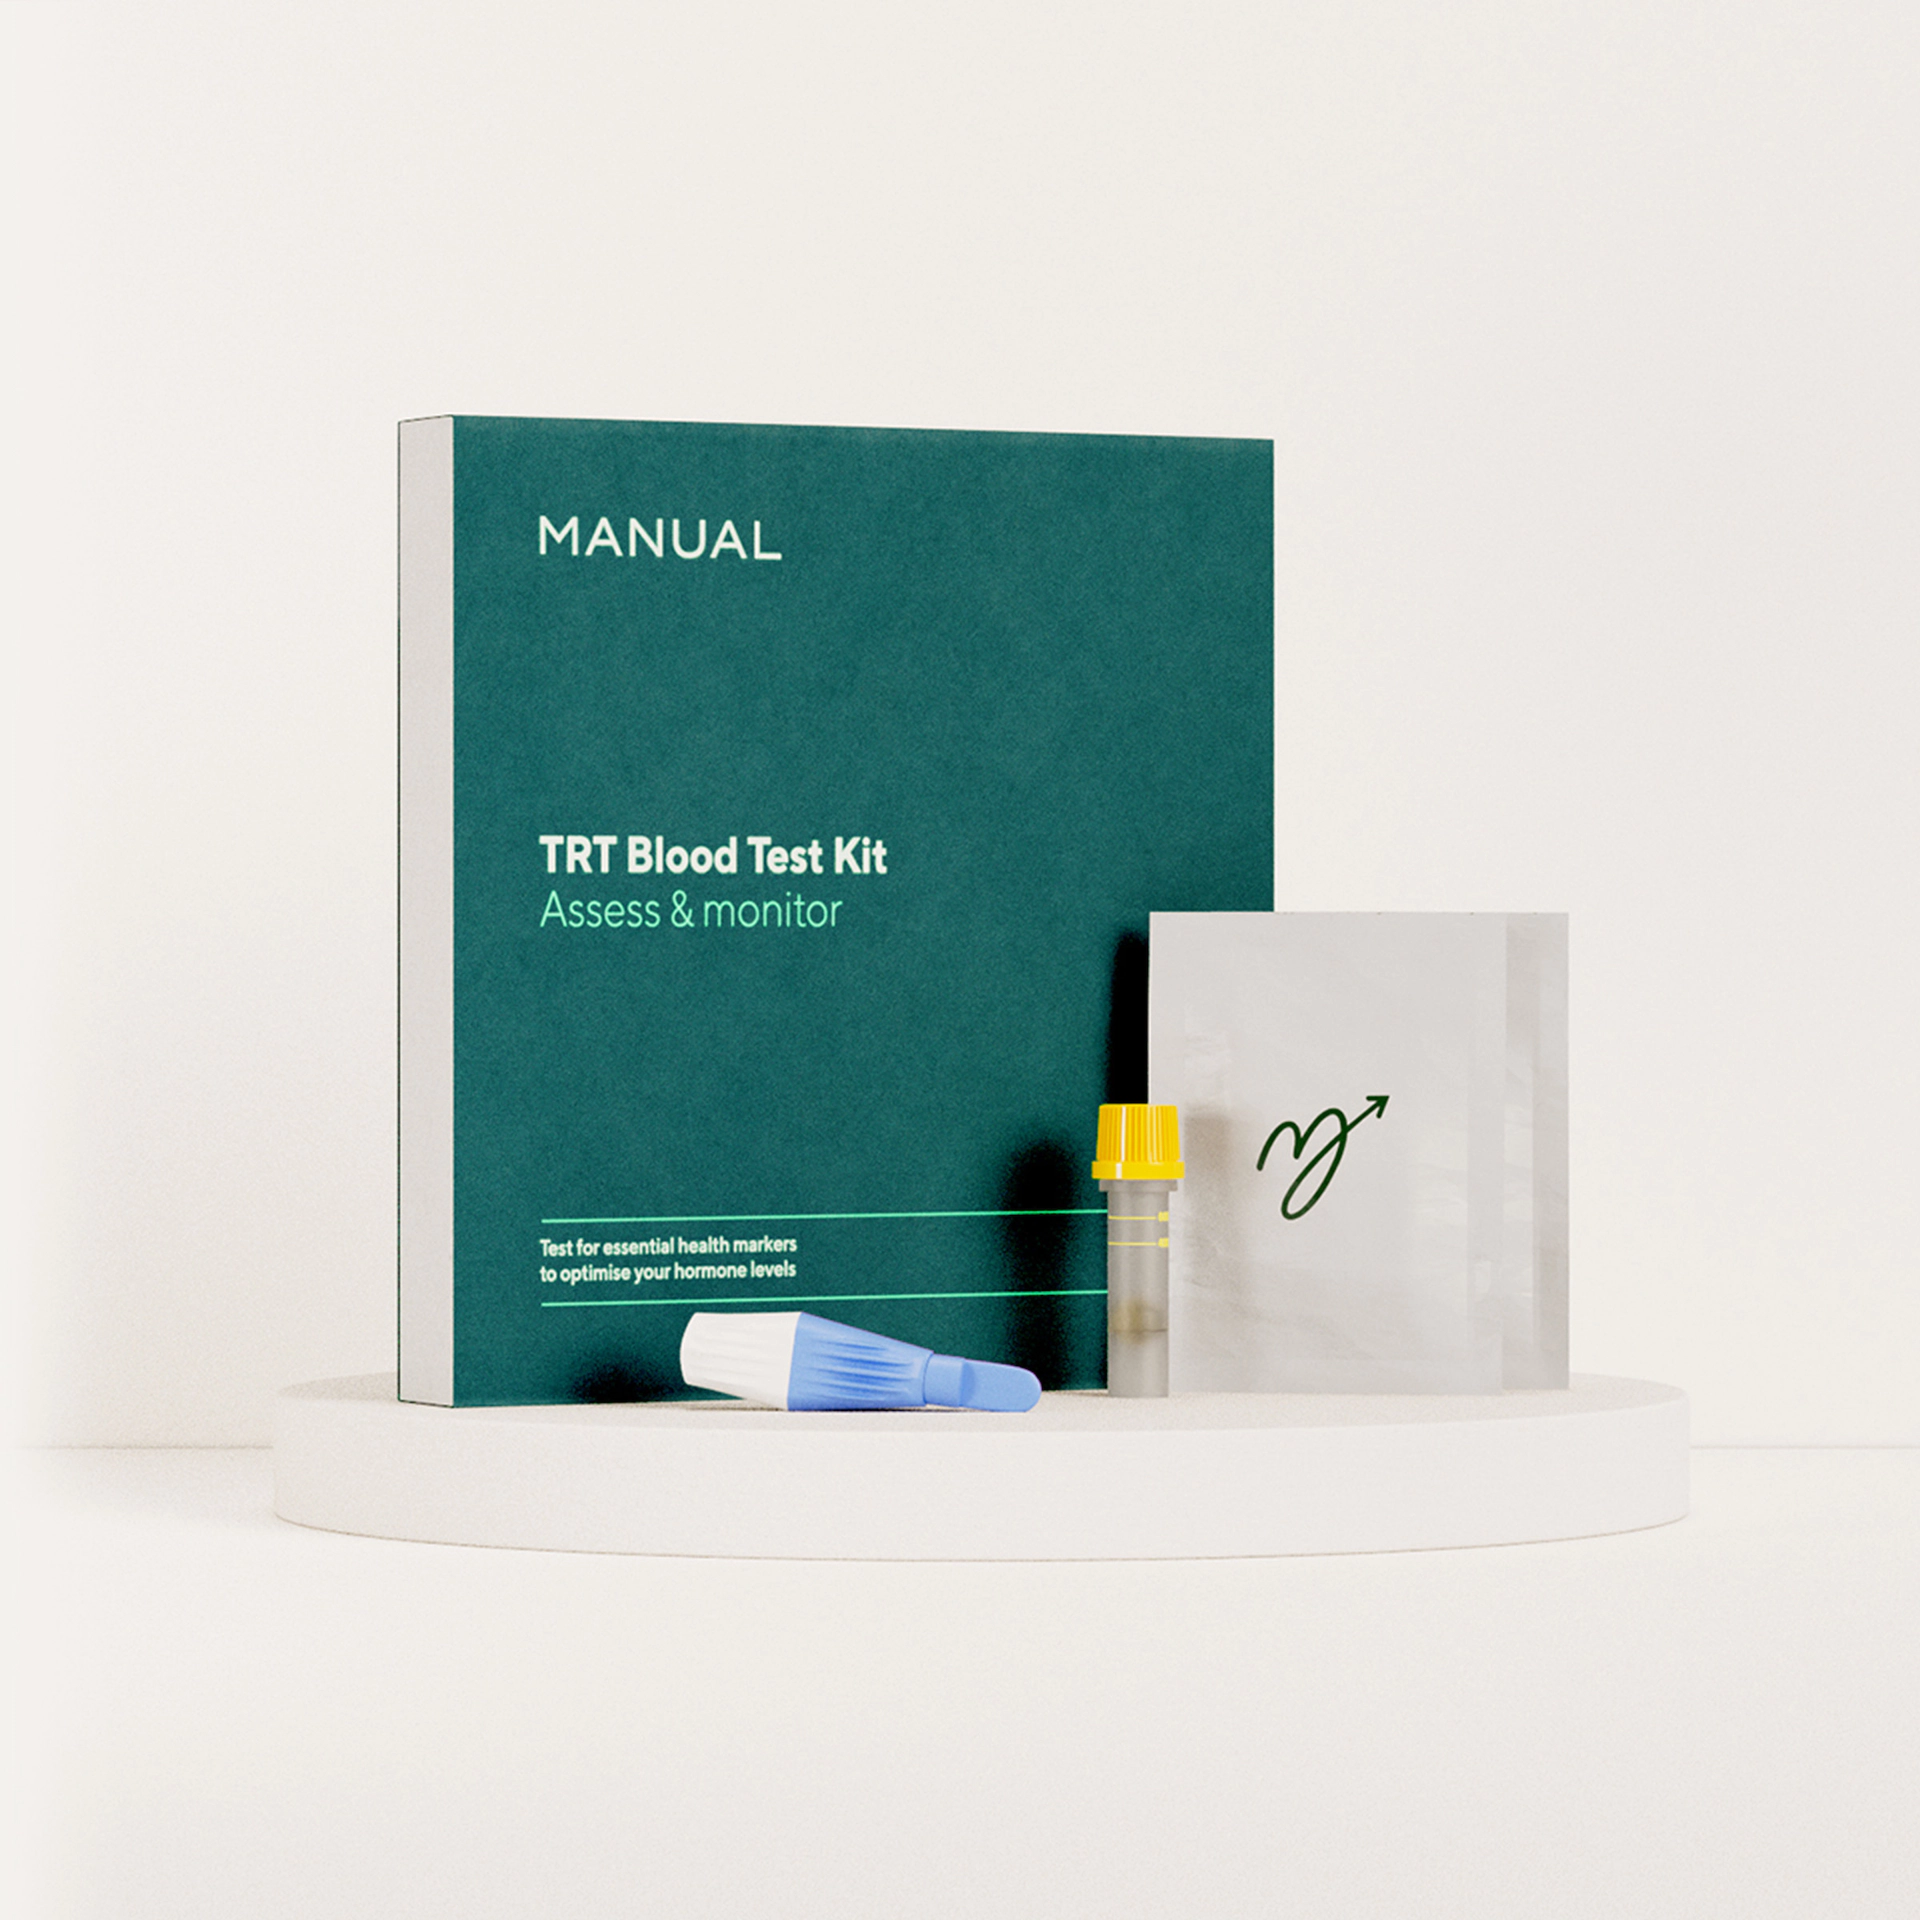 MANUAL
TRT Blood Test Kit
Assess & monitor
Test for essential health markers
to optimise your hormone levels